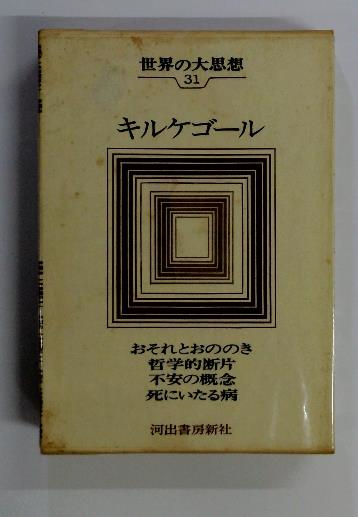 世界の大思想
31
キルケゴール
おそれとおののき
哲学的断片
不安の概念
死にいたる病
河出書房新社